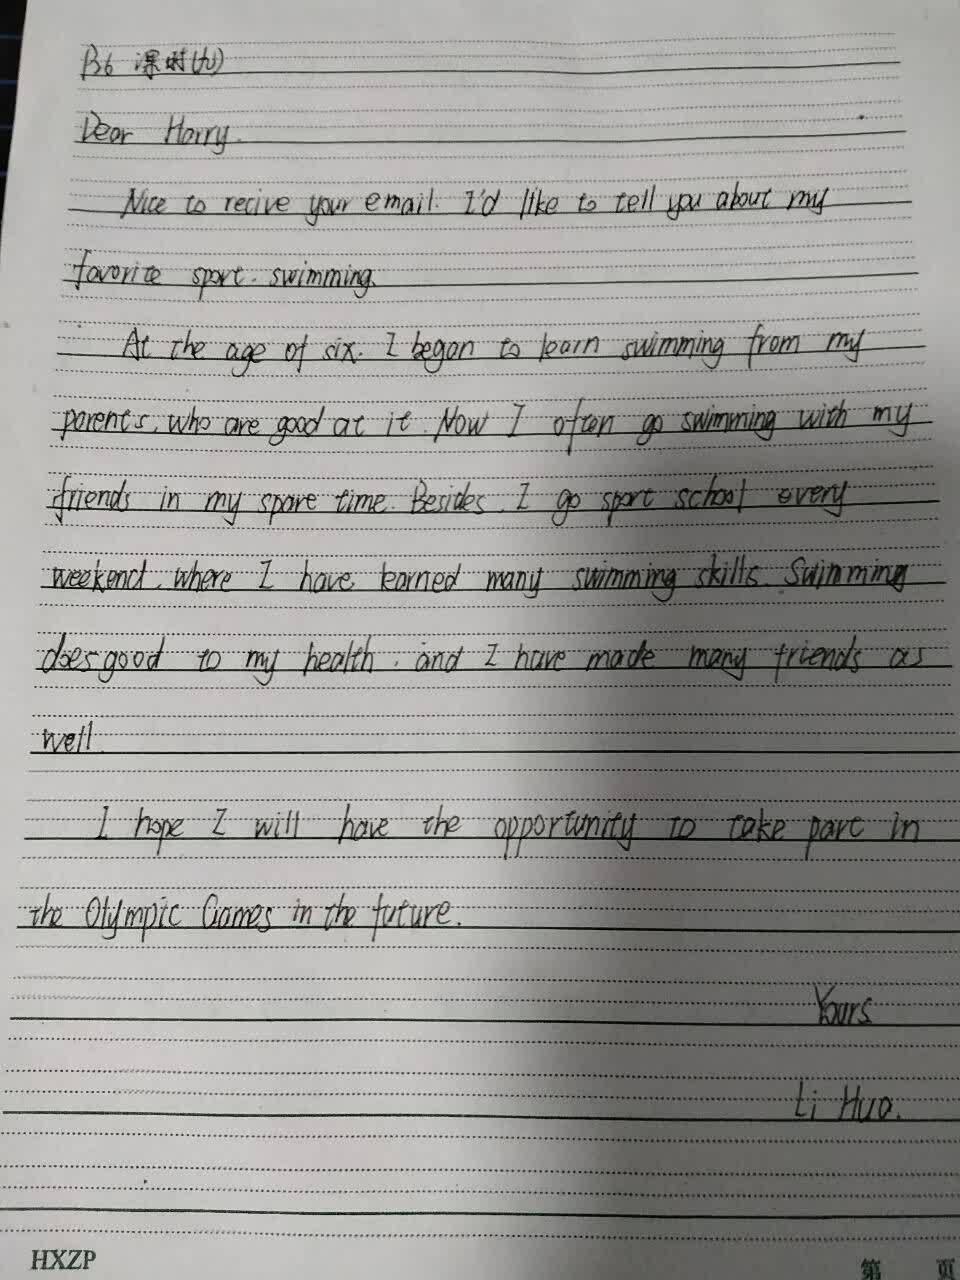 B6 课时(九)
Dear Harry.
Nice to recive your email. I'd like to tell you about my
favorite sport. swimming.
At the age of six. I began to learn swimming from my
parents, who are good at it. Now I often go swimming with my
friends in my spare time. Besides, I go sport school every
weekend, where I have learned many swimming skills. Swimming
does good to my health, and I have made many friends as
well
I hope I will have the opportunity to take part in
the Olympic Games in the future.
Yours
Li Hua.
HXZP
第 页